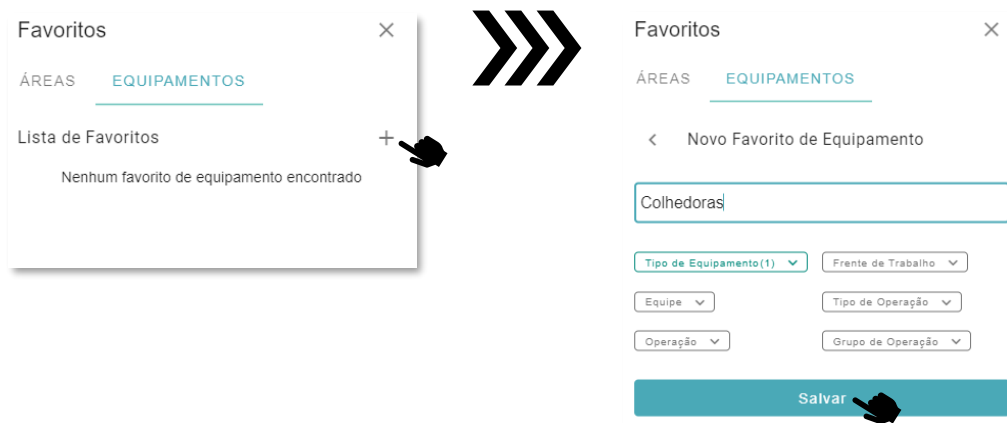 Favoritos
ÁREAS EQUIPAMENTOS
Lista de Favoritos
Nenhum favorito de equipamento encontrado
Favoritos
ÁREAS EQUIPAMENTOS
Novo Favorito de Equipamento
Colhedoras
Tipo de Equipamento(1) Frente de Trabalho
Equipe Tipo de Operação
Operação Grupo de Operação
Salvar